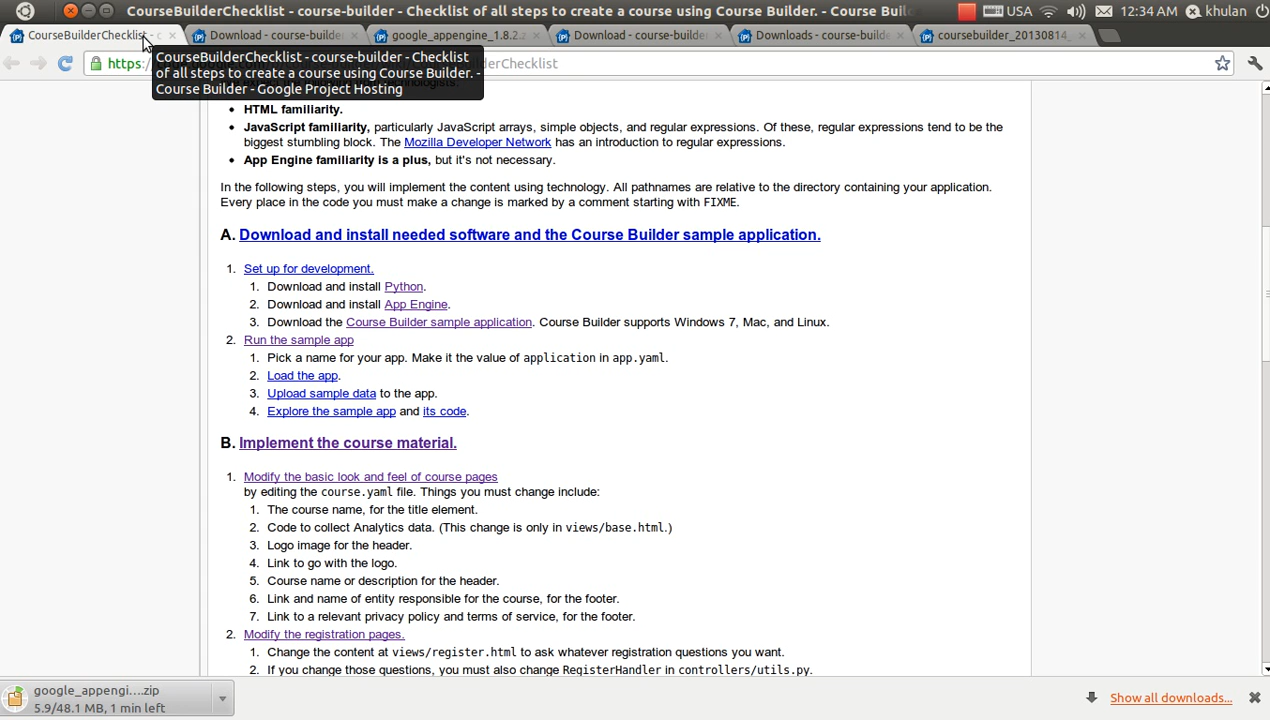 CourseBuilderChecklist - course-builder - Checklist of all steps to create a course using Course Builder. - Course Buil
USA
12:34 AM
khulan
CourseBuilderChecklist - c
Download - course-builder
google_appengine_1.8.2.z
Download - course-builder
Downloads - course-builde
coursebuilder_20130814_
https:/
erChecklist
CourseBuilderChecklist - course-builder - Checklist
of all steps to create a course using Course Builder. -
Course Builder - Google Project Hosting
HTML familiarity.
JavaScript familiarity, particularly JavaScript arrays, simple objects, and regular expressions. Of these, regular expressions tend to be the
biggest stumbling block. The Mozilla Developer Network has an introduction to regular expressions.
App Engine familiarity is a plus, but it's not necessary.
In the following steps, you will implement the content using technology. All pathnames are relative to the directory containing your application.
Every place in the code you must make a change is marked by a comment starting with FIXME.
A. Download and install needed software and the Course Builder sample application.
1. Set up for development.
1. Download and install Python.
2. Download and install App Engine.
3. Download the Course Builder sample application. Course Builder supports Windows 7, Mac, and Linux.
2. Run the sample app
1. Pick a name for your app. Make it the value of application in app.yaml.
2. Load the app.
3. Upload sample data to the app.
4. Explore the sample app and its code.
B. Implement the course material.
1. Modify the basic look and feel of course pages
by editing the course.yaml file. Things you must change include:
1. The course name, for the title element.
2. Code to collect Analytics data. (This change is only in views/base.html.)
3. Logo image for the header.
4. Link to go with the logo.
5. Course name or description for the header.
6. Link and name of entity responsible for the course, for the footer.
7. Link to a relevant privacy policy and terms of service, for the footer.
2. Modify the registration pages.
1. Change the content at views/register.html to ask whatever registration questions you want.
2. If you change those questions, you must also change RegisterHandler in controllers/utils.py.
google_appengi....zip
5.9/48.1 MB, 1 min left
Show all downloads...